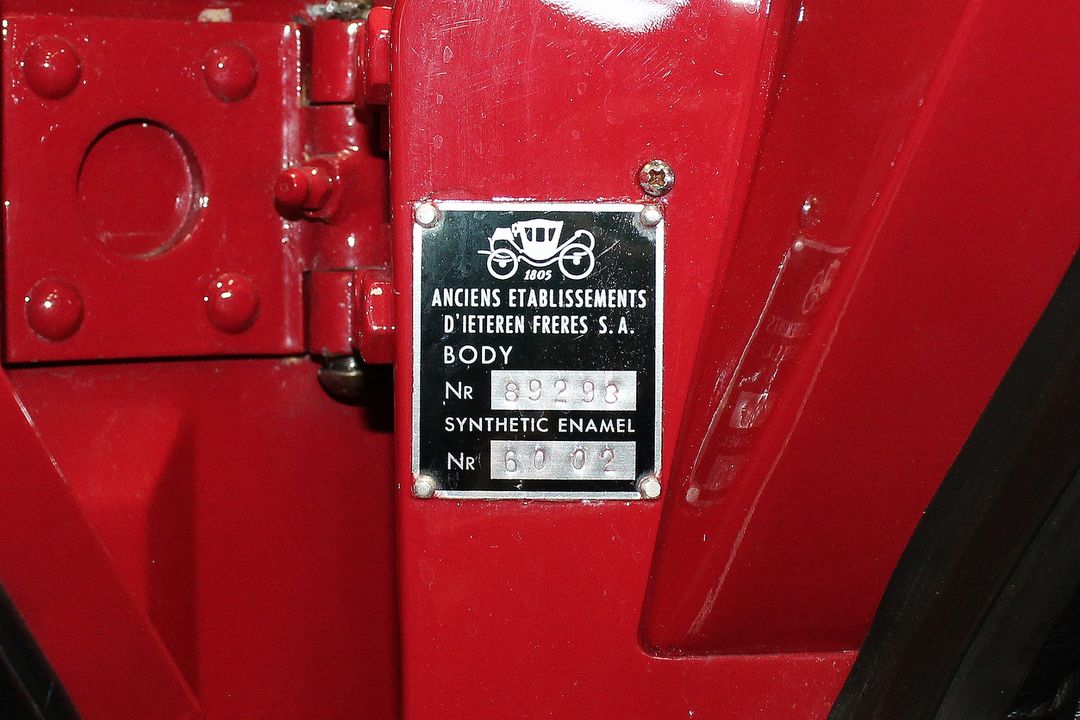 1805
ANCIENS ETABLISSEMENTS
D'IETEREN FRERES S.A.
BODY
NR 89298
SYNTHETIC ENAMEL
NR 6002